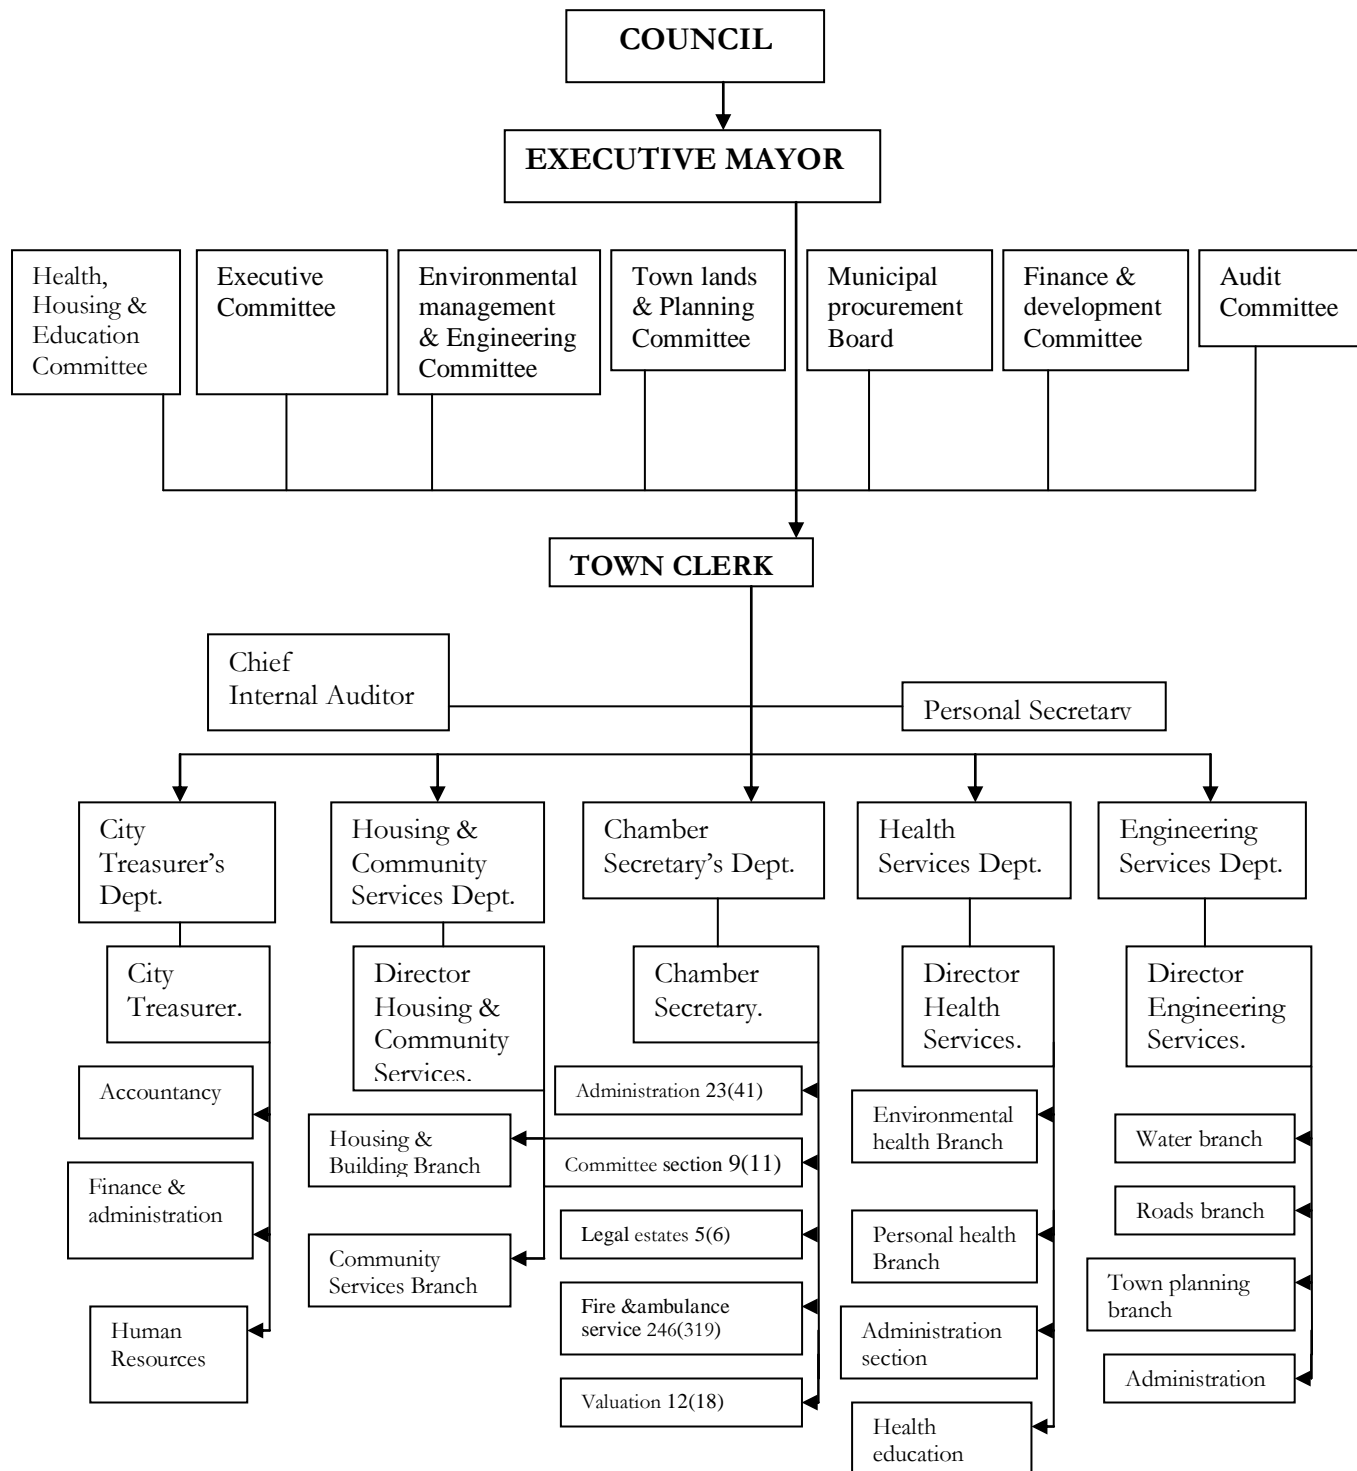 COUNCIL
EXECUTIVE MAYOR
Health,
Housing &
Education
Committee
Executive
Committee
Environmental
management
& Engineering
Committee
Town lands
& Planning
Committee
Municipal
procurement
Board
Finance &
development
Committee
Audit
Committee
TOWN CLERK
Chief
Internal Auditor
Personal Secretary
City
Treasurer's
Dept.
Housing &
Community
Services Dept.
Chamber
Secretary's Dept.
Health
Services Dept.
Engineering
Services Dept.
City
Treasurer.
Director
Housing &
Community
Services.
Chamber
Secretary.
Director
Health
Services.
Director
Engineering
Services.
Accountancy
Finance &
administration
Human
Resources
Housing &
Building Branch
Community
Services Branch
Administration 23(41)
Committee section 9(11)
Legal estates 5(6)
Fire &ambulance
service 246(319)
Valuation 12(18)
Environmental
health Branch
Personal health
Branch
Administration
section
Health
education
Water branch
Roads branch
Town planning
branch
Administration